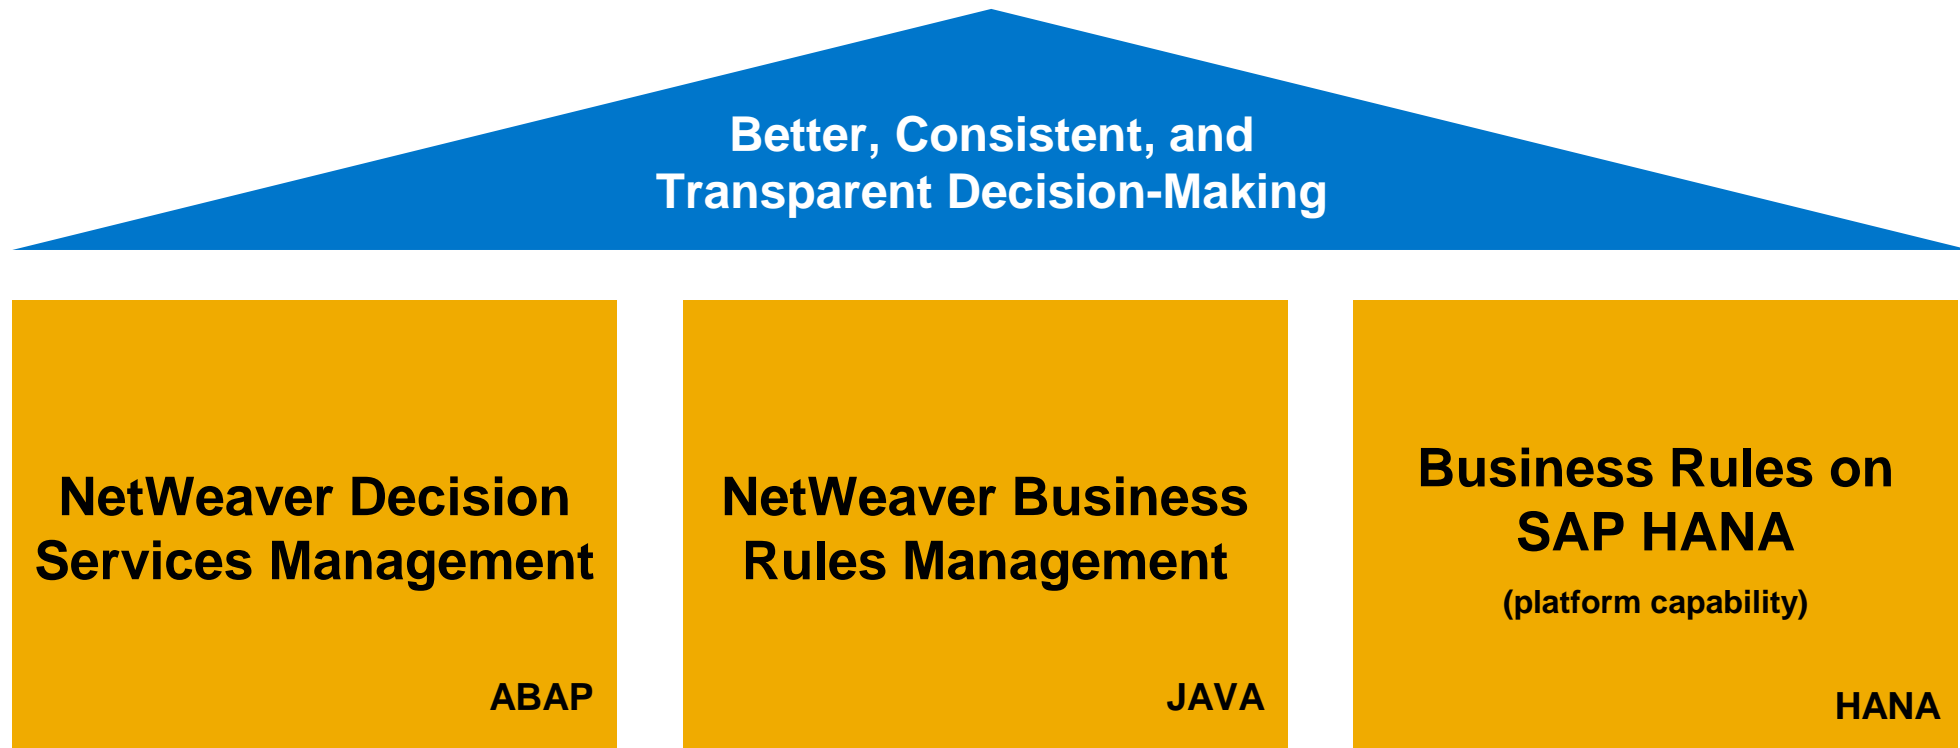 Better, Consistent, and
Transparent Decision-Making
NetWeaver Decision
Services Management
ABAP
NetWeaver Business
Rules Management
JAVA
Business Rules on
SAP HANA
(platform capability)
HANA